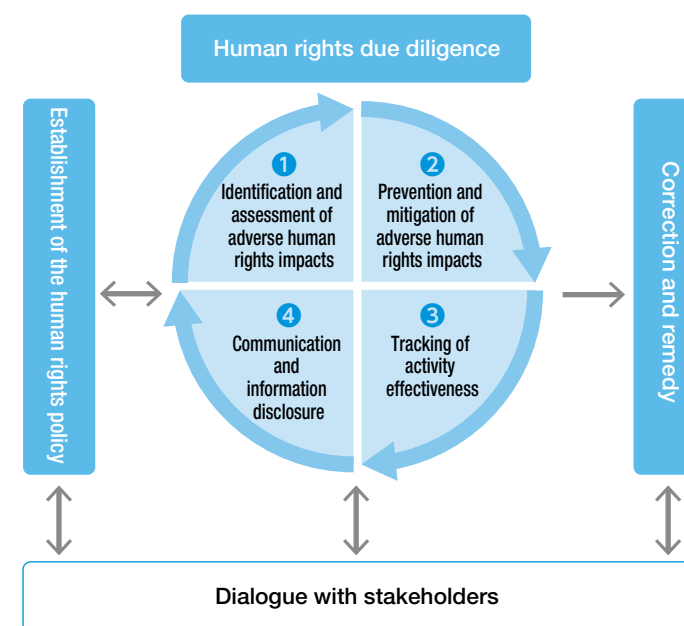 Human rights due diligence
Establishment of the human rights policy
1
Identification and
assessment of
adverse human
rights impacts
2
Prevention and
mitigation of
adverse human
rights impacts
4
Communication
and
information
disclosure
3
Tracking of
activity
effectiveness
Correction and remedy
Dialogue with stakeholders